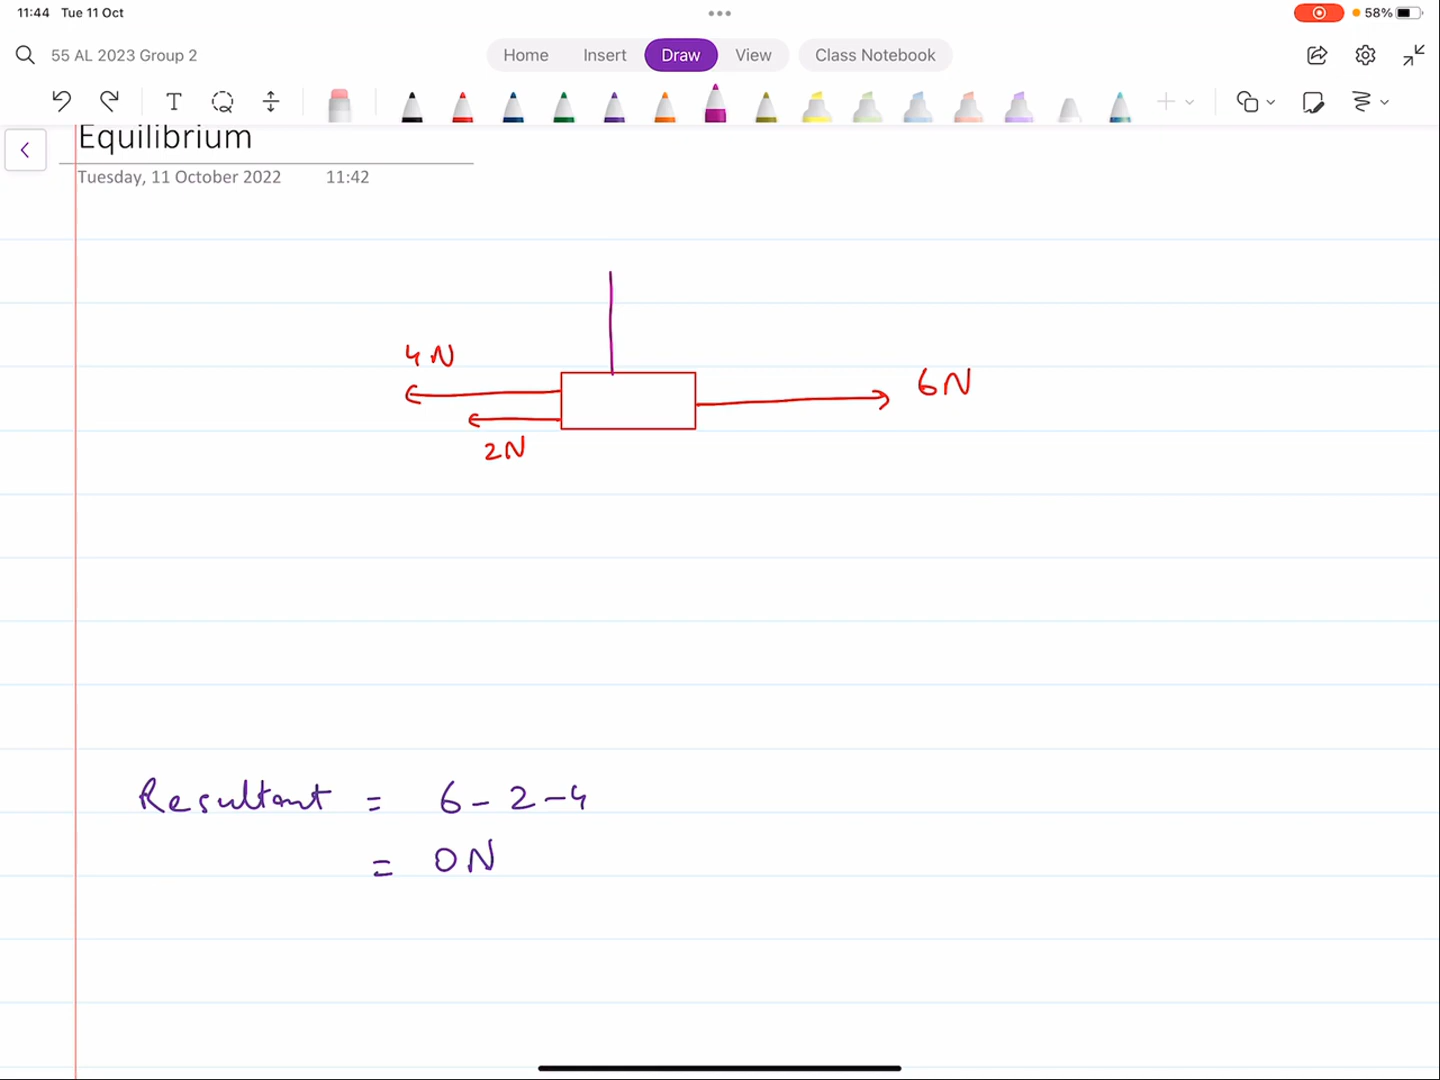 11:44 Tue 11 Oct
58%
55 AL 2023 Group 2
Home Insert Draw View Class Notebook
T
Equilibrium
Tuesday, 11 October 2022 11:42
4N
6N
2N
Resultant = 6 - 2 - 4
= 0N